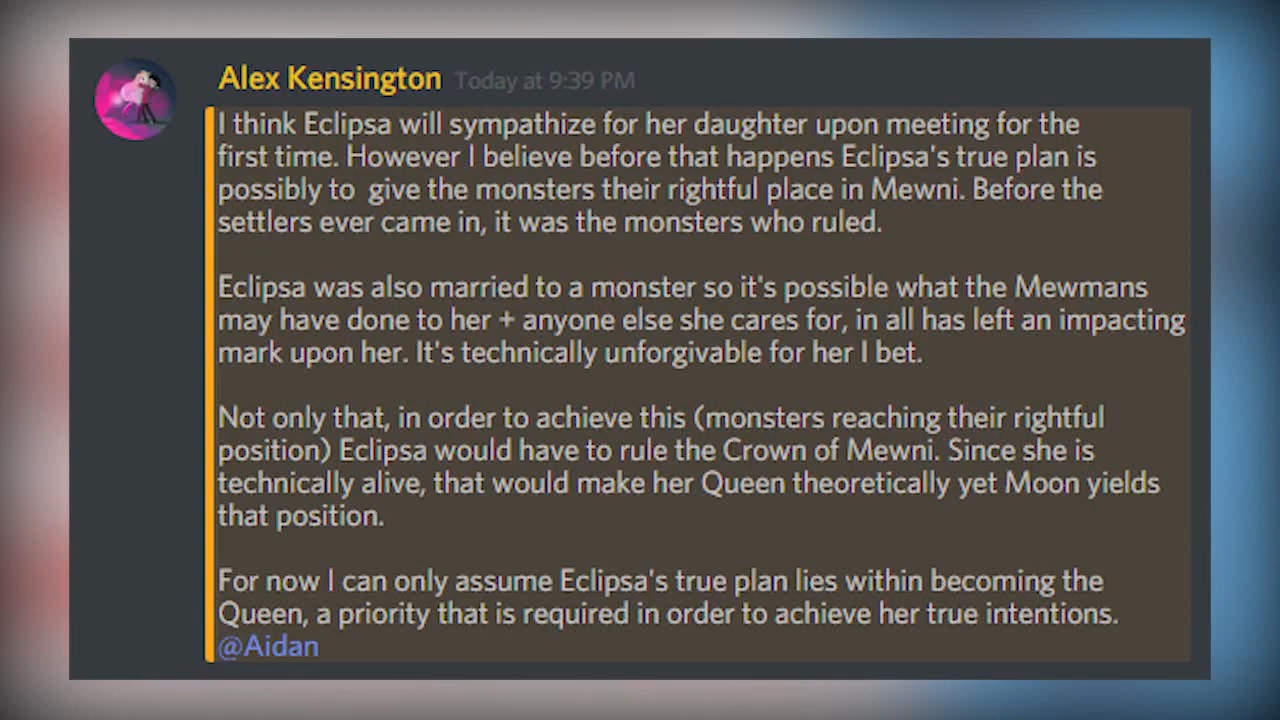 Alex Kensington Today at 9:39 PM
I think Eclipsa will sympathize for her daughter upon meeting for the
first time. However I believe before that happens Eclipsa's true plan is
possibly to  give the monsters their rightful place in Mewni. Before the
settlers ever came in, it was the monsters who ruled.
Eclipsa was also married to a monster so it's possible what the Mewmans
may have done to her + anyone else she cares for, in all has left an impacting
mark upon her. It's technically unforgivable for her I bet.
Not only that, in order to achieve this (monsters reaching their rightful
position) Eclipsa would have to rule the Crown of Mewni. Since she is
technically alive, that would make her Queen theoretically yet Moon yields
that position.
For now I can only assume Eclipsa's true plan lies within becoming the
Queen, a priority that is required in order to achieve her true intentions.
@Aidan